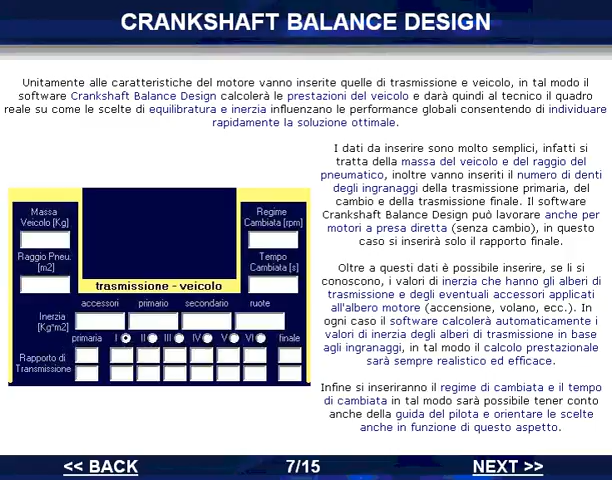 CRANKSHAFT BALANCE DESIGN
Unitamente alle caratteristiche del motore vanno inserite quelle di trasmissione e veicolo, in tal modo il
software Crankshaft Balance Design calcolerà le prestazioni del veicolo e darà quindi al tecnico il quadro
reale su come le scelte di equilibratura e inerzia influenzano le performance globali consentendo di individuare
rapidamente la soluzione ottimale.
I dati da inserire sono molto semplici, infatti si
tratta della massa del veicolo e del raggio del
pneumatico, inoltre vanno inseriti il numero di denti
degli ingranaggi della trasmissione primaria, del
cambio e della trasmissione finale. Il software
Crankshaft Balance Design può lavorare anche per
motori a presa diretta (senza cambio), in questo
caso si inserirà solo il rapporto finale.
Oltre a questi dati è possibile inserire, se li si
conoscono, i valori di inerzia che hanno gli alberi di
trasmissione e degli eventuali accessori applicati
all'albero motore (accensione, volano, ecc.). In
ogni caso il software calcolerà automaticamente i
valori di inerzia degli alberi di trasmissione in base
agli ingranaggi, in tal modo il calcolo prestazionale
sarà sempre realistico ed efficace.
Infine si inseriranno il regime di cambiata e il tempo
di cambiata in tal modo sarà possibile tener conto
anche della guida del pilota e orientare le scelte
anche in funzione di questo aspetto.
Massa
Veicolo [Kg]
Raggio Pneu.
[m2]
Regime
Cambiata [rpm]
Tempo
Cambiata [s]
trasmissione - veicolo
accessori primario secondario ruote
Inerzia
[Kg*m2]
primaria I II III IV V VI finale
Rapporto di
Trasmissione
<< BACK 7/15 NEXT >>